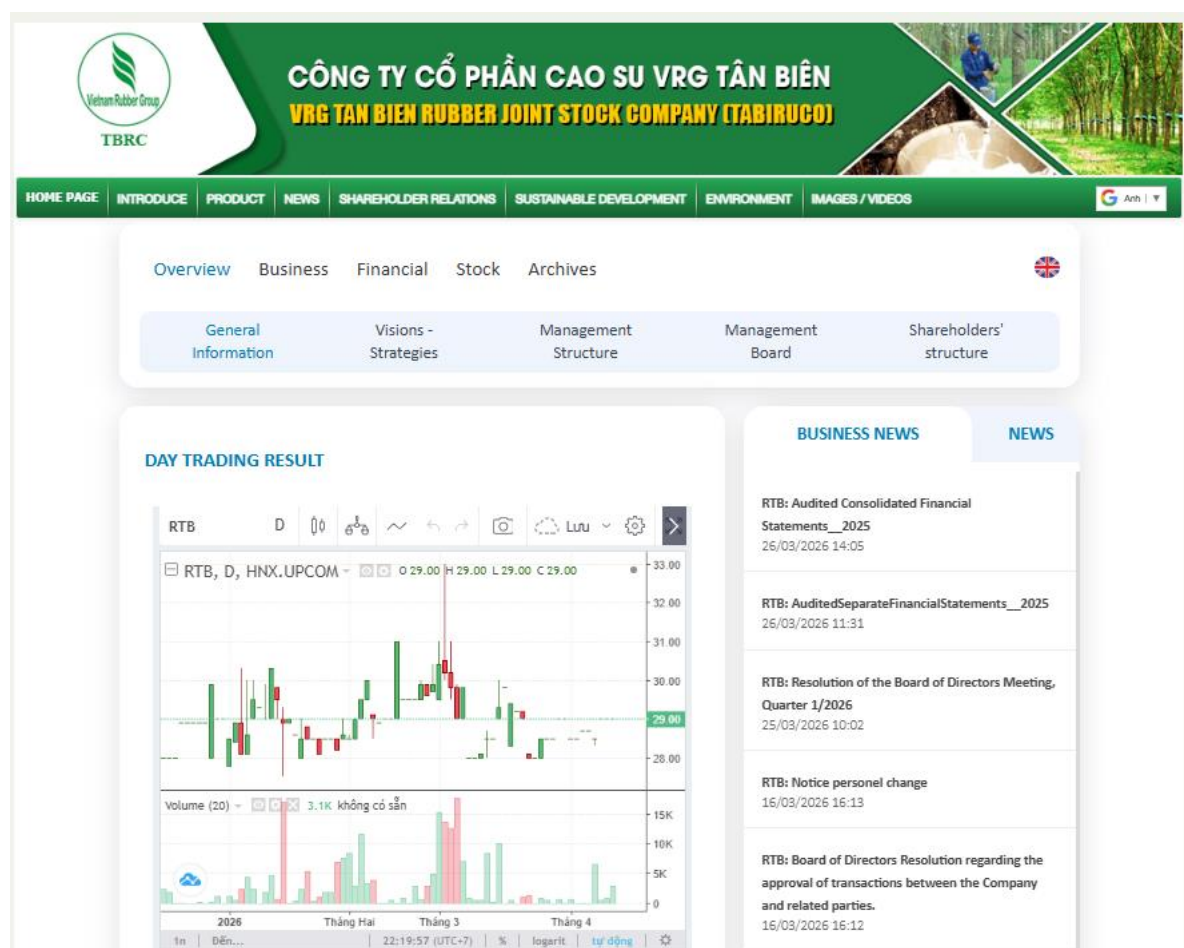 Vietnam Rubber Group
TBRC
CÔNG TY CỔ PHẦN CAO SU VRG TÂN BIÊN
VRG TAN BIEN RUBBER JOINT STOCK COMPANY (TABIRUCO)
HOME PAGE INTRODUCE PRODUCT NEWS SHAREHOLDER RELATIONS SUSTAINABLE DEVELOPMENT ENVIRONMENT IMAGES / VIDEOS
G Anh ▼
Overview Business Financial Stock Archives
General Information
Visions - Strategies
Management Structure
Management Board
Shareholders' structure
DAY TRADING RESULT
RTB D Lưu
RTB, D, HNX.UPCOM O 29.00 H 29.00 L 29.00 C 29.00
33.00
32.00
31.00
30.00
29.00
28.00
Volume (20) 3.1K không có sẵn
15K
10K
5K
0
2026 Tháng Hai Tháng 3 Tháng 4
1n Đến... 22:19:57 (UTC+7) % logarit tự động
BUSINESS NEWS NEWS
RTB: Audited Consolidated Financial
Statements__2025
26/03/2026 14:05
RTB: AuditedSeparateFinancialStatements__2025
26/03/2026 11:31
RTB: Resolution of the Board of Directors Meeting,
Quarter 1/2026
25/03/2026 10:02
RTB: Notice personel change
16/03/2026 16:13
RTB: Board of Directors Resolution regarding the
approval of transactions between the Company
and related parties.
16/03/2026 16:12